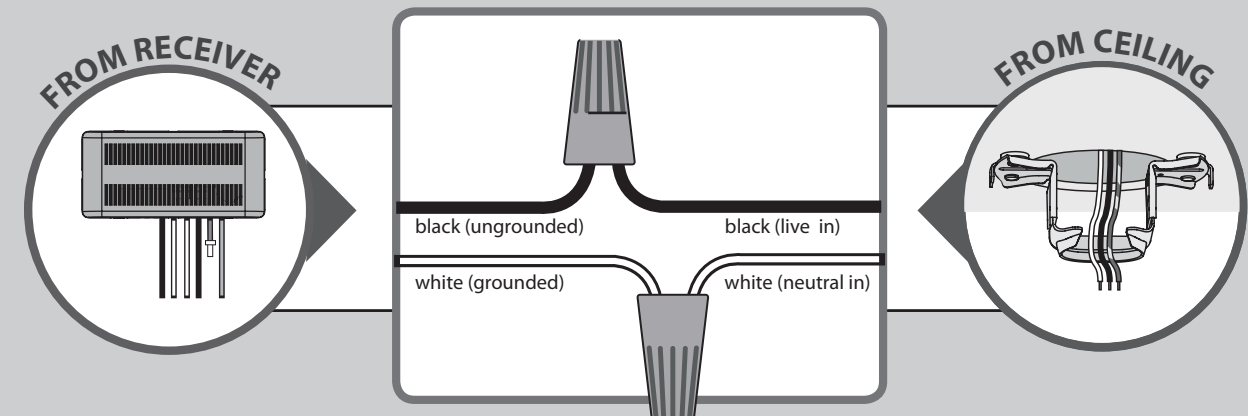 FROM RECEIVER
FROM CEILING
black (ungrounded)
black (live in)
white (grounded)
white (neutral in)